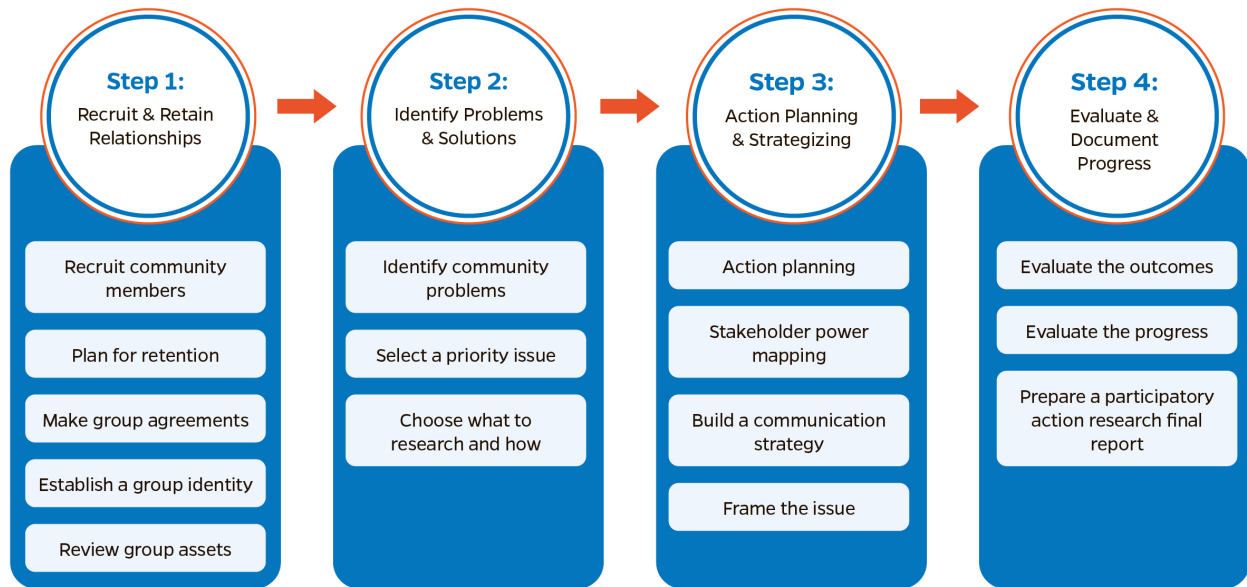 Step 1:
Recruit & Retain
Relationships
Recruit community
members
Plan for retention
Make group agreements
Establish a group identity
Review group assets
Step 2:
Identify Problems
& Solutions
Identify community
problems
Select a priority issue
Choose what to
research and how
Step 3:
Action Planning
& Strategizing
Action planning
Stakeholder power
mapping
Build a communication
strategy
Frame the issue
Step 4:
Evaluate &
Document
Progress
Evaluate the outcomes
Evaluate the progress
Prepare a participatory
action research final
report